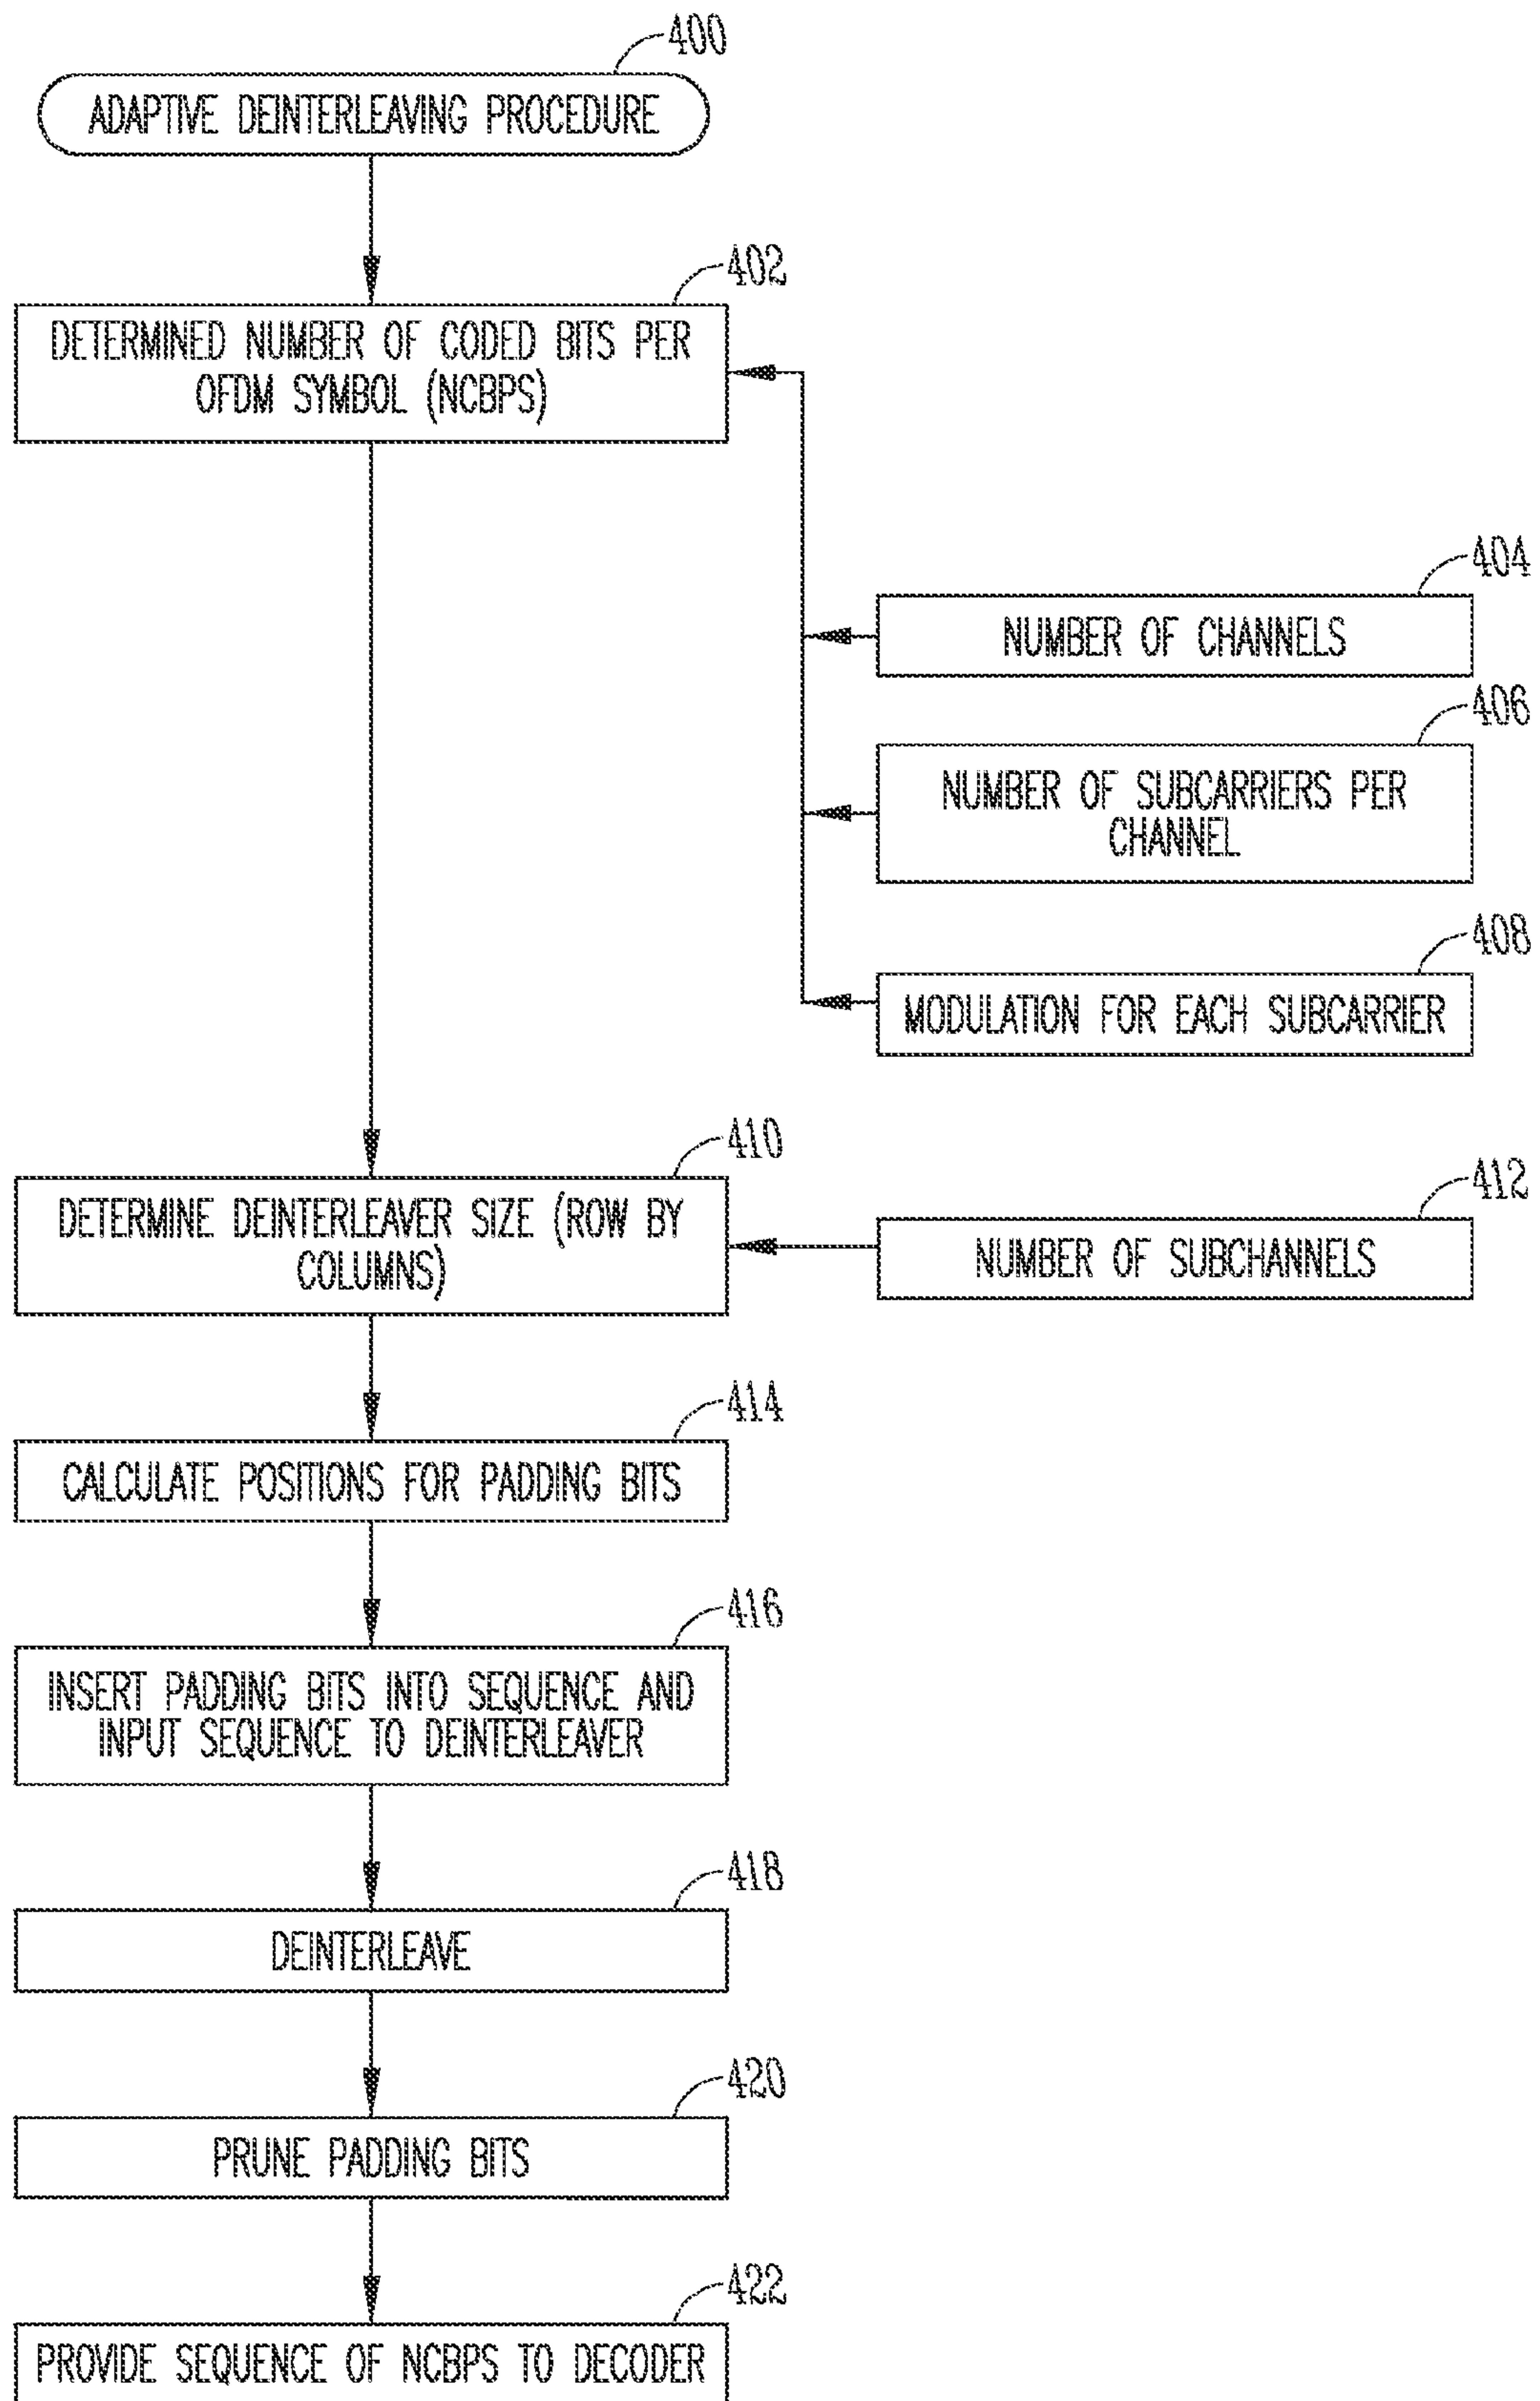 400
ADAPTIVE DEINTERLEAVING PROCEDURE
402
DETERMINED NUMBER OF CODED BITS PER
OFDM SYMBOL (NCBPS)
404
NUMBER OF CHANNELS
406
NUMBER OF SUBCARRIERS PER
CHANNEL
408
MODULATION FOR EACH SUBCARRIER
410
DETERMINE DEINTERLEAVER SIZE (ROW BY
COLUMNS)
412
NUMBER OF SUBCHANNELS
414
CALCULATE POSITIONS FOR PADDING BITS
416
INSERT PADDING BITS INTO SEQUENCE AND
INPUT SEQUENCE TO DEINTERLEAVER
418
DEINTERLEAVE
420
PRUNE PADDING BITS
422
PROVIDE SEQUENCE OF NCBPS TO DECODER